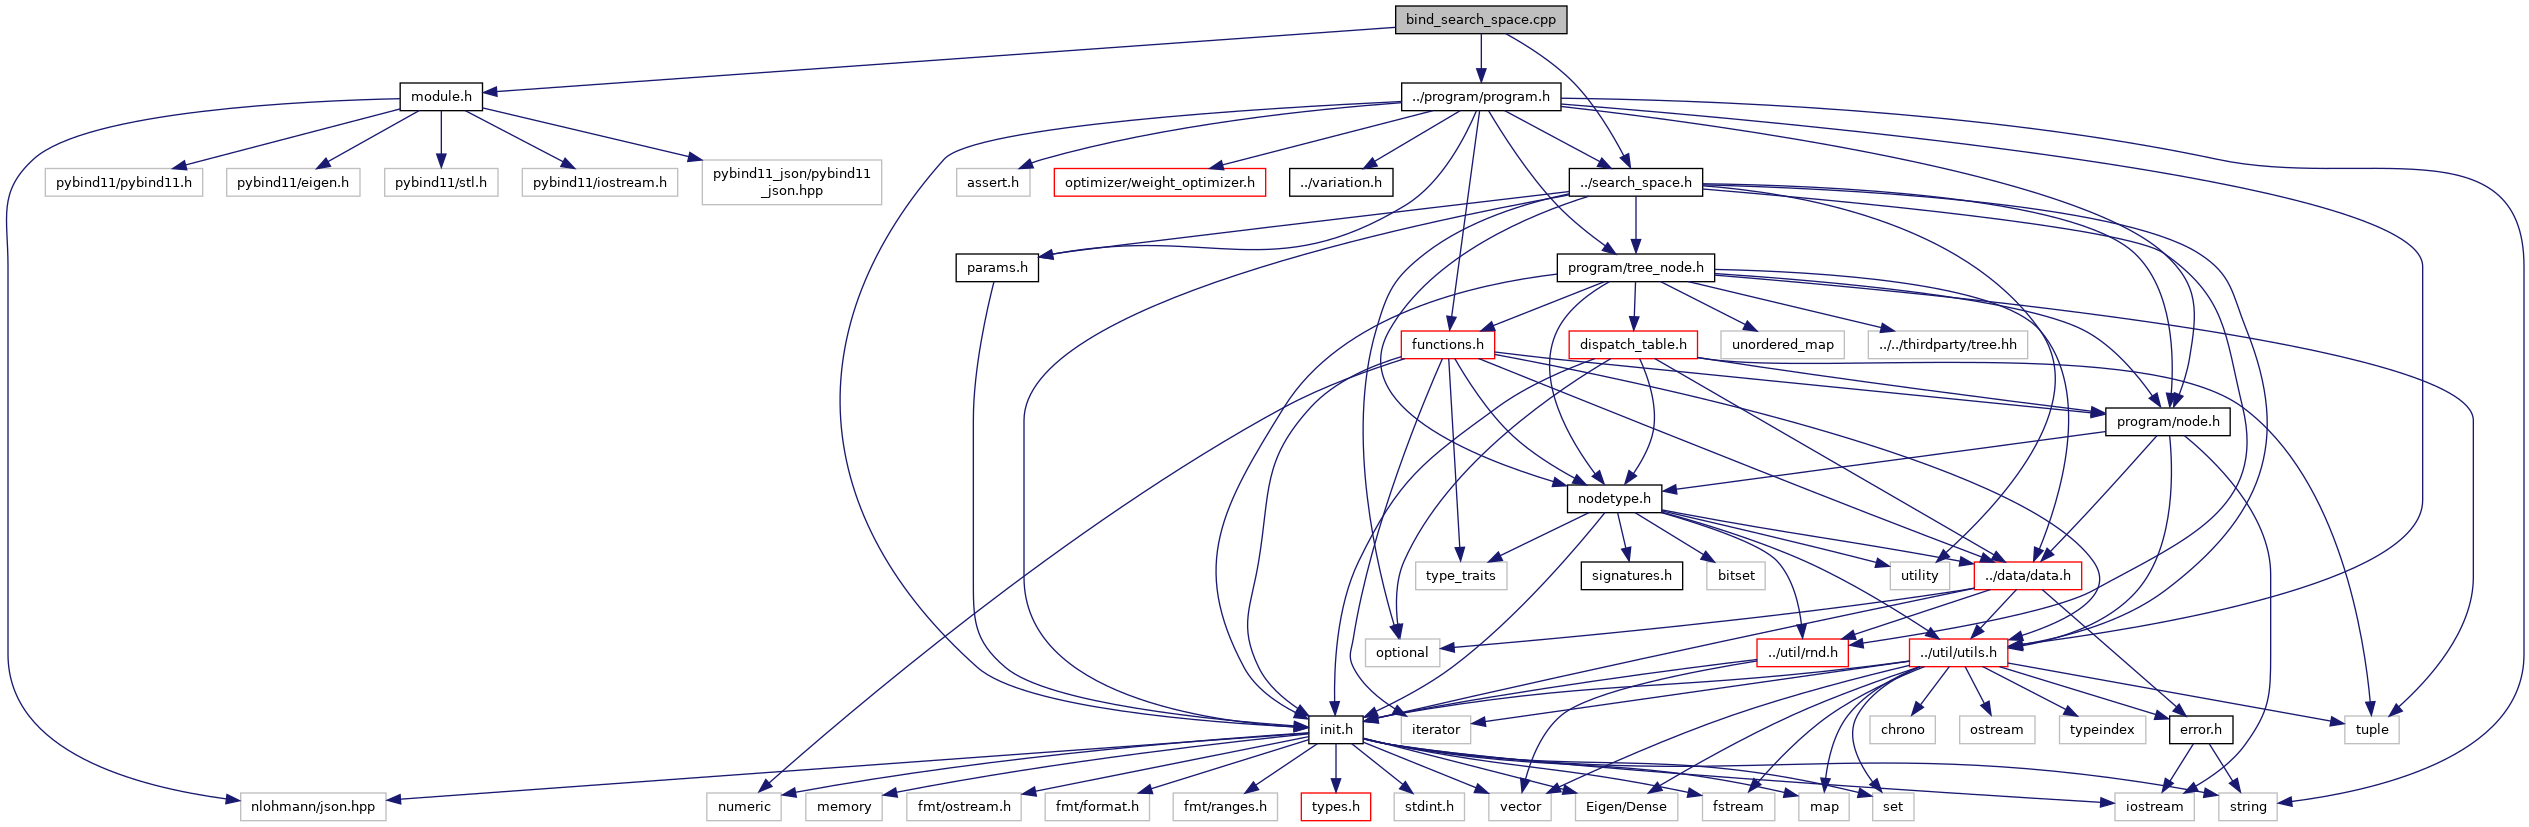 bind_search_space.cpp
module.h
../program/program.h
pybind11/pybind11.h
pybind11/eigen.h
pybind11/stl.h
pybind11/iostream.h
pybind11_json/pybind11
_json.hpp
assert.h
optimizer/weight_optimizer.h
../variation.h
../search_space.h
params.h
program/tree_node.h
functions.h
dispatch_table.h
unordered_map
../../thirdparty/tree.hh
program/node.h
nodetype.h
type_traits
signatures.h
bitset
utility
../data/data.h
optional
../util/rnd.h
../util/utils.h
init.h
iterator
chrono
ostream
typeindex
error.h
tuple
nlohmann/json.hpp
numeric
memory
fmt/ostream.h
fmt/format.h
fmt/ranges.h
types.h
stdint.h
vector
Eigen/Dense
fstream
map
set
iostream
string